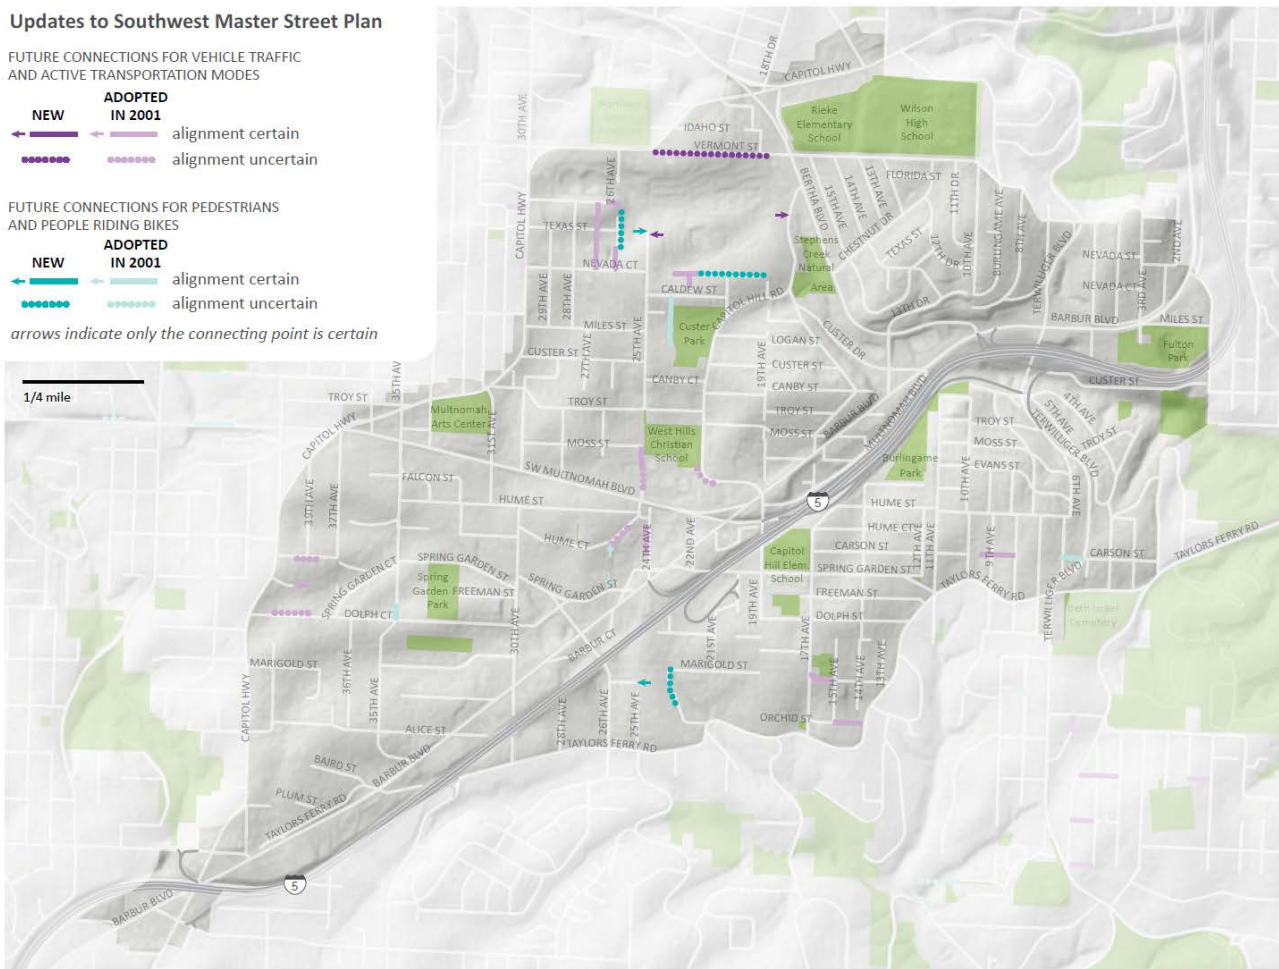 Updates to Southwest Master Street Plan
FUTURE CONNECTIONS FOR VEHICLE TRAFFIC
AND ACTIVE TRANSPORTATION MODES
ADOPTED
NEW IN 2001
alignment certain
alignment uncertain
FUTURE CONNECTIONS FOR PEDESTRIANS
AND PEOPLE RIDING BIKES
ADOPTED
NEW IN 2001
alignment certain
alignment uncertain
arrows indicate only the connecting point is certain
1/4 mile
18TH DR
CAPITOL HWY
30TH AVE
Rieke
Elementary
School
Wilson
High
School
IDAHO ST
VERMONT ST
26TH AVE
CAPITOL HWY
TEXAS ST
NEVADA CT
BERTHA BLVD
15TH AVE
14TH AVE
13TH AVE
FLORIDA ST
11TH DR
CHESTNUT DR
TEXAS ST
12TH DR
10TH AVE
BURLINGAME AVE
8TH AVE
TERWILLIGER BLVD
NEVADA ST
2ND AVE
NEVADA CT
3RD AVE
Stephens
Creek
Natural
Area
29TH AVE
28TH AVE
CALDEW ST
CAPITOL HILL RD
13TH DR
BARBUR BLVD
MILES ST
Fulton
Park
CUSTER ST
MILES ST
25TH AVE
Custer
Park
27TH AVE
CUSTER ST
LOGAN ST
CUSTER DR
19TH AVE
CUSTER ST
CANBY CT
CANBY ST
35TH AVE
TROY ST
CAPITOL HWY
Multnomah
Arts Center
31ST AVE
TROY ST
TROY ST
BARBUR BLVD
MULTNOMAH BLVD
MOSS ST
West Hills
Christian
School
MOSS ST
5TH AVE
4TH AVE
TERWILLIGER BLVD
TROY ST
TROY ST
MOSS ST
EVANS ST
10TH AVE
6TH AVE
Burlingame
Park
SW MULTNOMAH BLVD
FALCON ST
39TH AVE
37TH AVE
HUME ST
5
HUME ST
HUME CT
24TH AVE
22ND AVE
HUME CT
12TH AVE
11TH AVE
9TH AVE
CARSON ST
CARSON ST
TAYLORS FERRY RD
Capitol
Hill Elem.
School
SPRING GARDEN ST
SPRING GARDEN CT
SPRING GARDEN ST
SPRING GARDEN ST
Spring
Garden
Park
FREEMAN ST
FREEMAN ST
TAYLORS FERRY RD
TERWILLIGER BLVD
Beth Israel
Cemetery
DOLPH CT
DOLPH ST
30TH AVE
19TH AVE
21ST AVE
17TH AVE
BARBUR CT
MARIGOLD ST
MARIGOLD ST
36TH AVE
35TH AVE
15TH AVE
14TH AVE
13TH AVE
CAPITOL HWY
28TH AVE
26TH AVE
25TH AVE
ORCHID ST
ALICE ST
TAYLORS FERRY RD
BAIRD ST
BARBUR BLVD
PLUM ST
TAYLORS FERRY RD
5
BARBUR BLVD